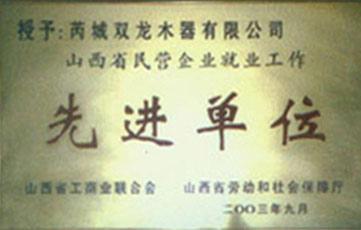 授予:芮城双龙木器有限公司
山西省民营企业就业工作
先进单位
山西省工商业联合会 山西省劳动和社会保障厅
二〇〇三年九月